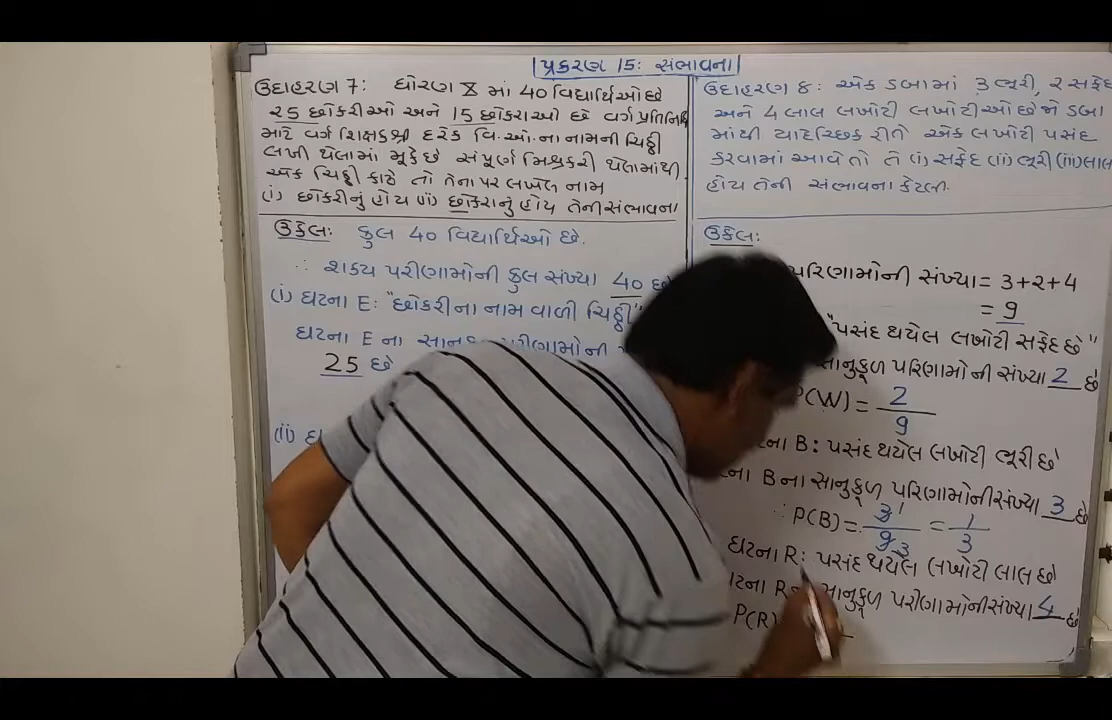 પ્રકરણ 15: સંભાવના
ઉદાહરણ 7: ધોરણ X માં 40 વિદ્યાર્થીઓ છે
25 છોકરીઓ અને 15 છોકરાઓ છે વર્ગ પ્રતિનિધિ
માટે વર્ગ શિક્ષકશ્રી દરેક વિ.ઓ.ના નામની ચિઠ્ઠી
લખી થેલામાં મૂકે છે સંપૂર્ણ મિશ્રકરી થેલામાંથી
એક ચિઠ્ઠી કાઢે તો તેના પર લખેલ નામ
(i) છોકરીનું હોય (ii) છોકરાનું હોય તેની સંભાવના
ઉકેલ: કુલ 40 વિદ્યાર્થીઓ છે.
∴ શક્ય પરીણામોની કુલ સંખ્યા 40 છે
(i) ઘટના E: "છોકરીના નામ વાળી ચિઠ્ઠી"
ઘટના E ના પરીણામોની
25 છે
(ii)
ઉદાહરણ 8: એક ડબામાં 3 ભૂરી, 2 સફેદ
અને 4 લાલ લખોટી લખોટીઓ છે જો ડબા
માંથી યાદચ્છિક રીતે એક લખોટી પસંદ
કરવામાં આવે તો તે (i) સફેદ (ii) ભૂરી (iii) લાલ
હોય તેની સંભાવના કેટલી.
ઉકેલ:
પરિણામોની સંખ્યા = 3+2+4
= 9
"પસંદ થયેલ લખોટી સફેદ છે"
સાનુકૂળ પરિણામોની સંખ્યા 2 છે
P(W) = 2/9
B: પસંદ થયેલ લખોટી ભૂરી છે
B ના સાનુકૂળ પરિણામોની સંખ્યા 3 છે
∴ P(B) = 3/9 = 1/3
ઘટના R: પસંદ થયેલ લખોટી લાલ છે
R સાનુકૂળ પરીણામોની સંખ્યા 4 છે
P(R)